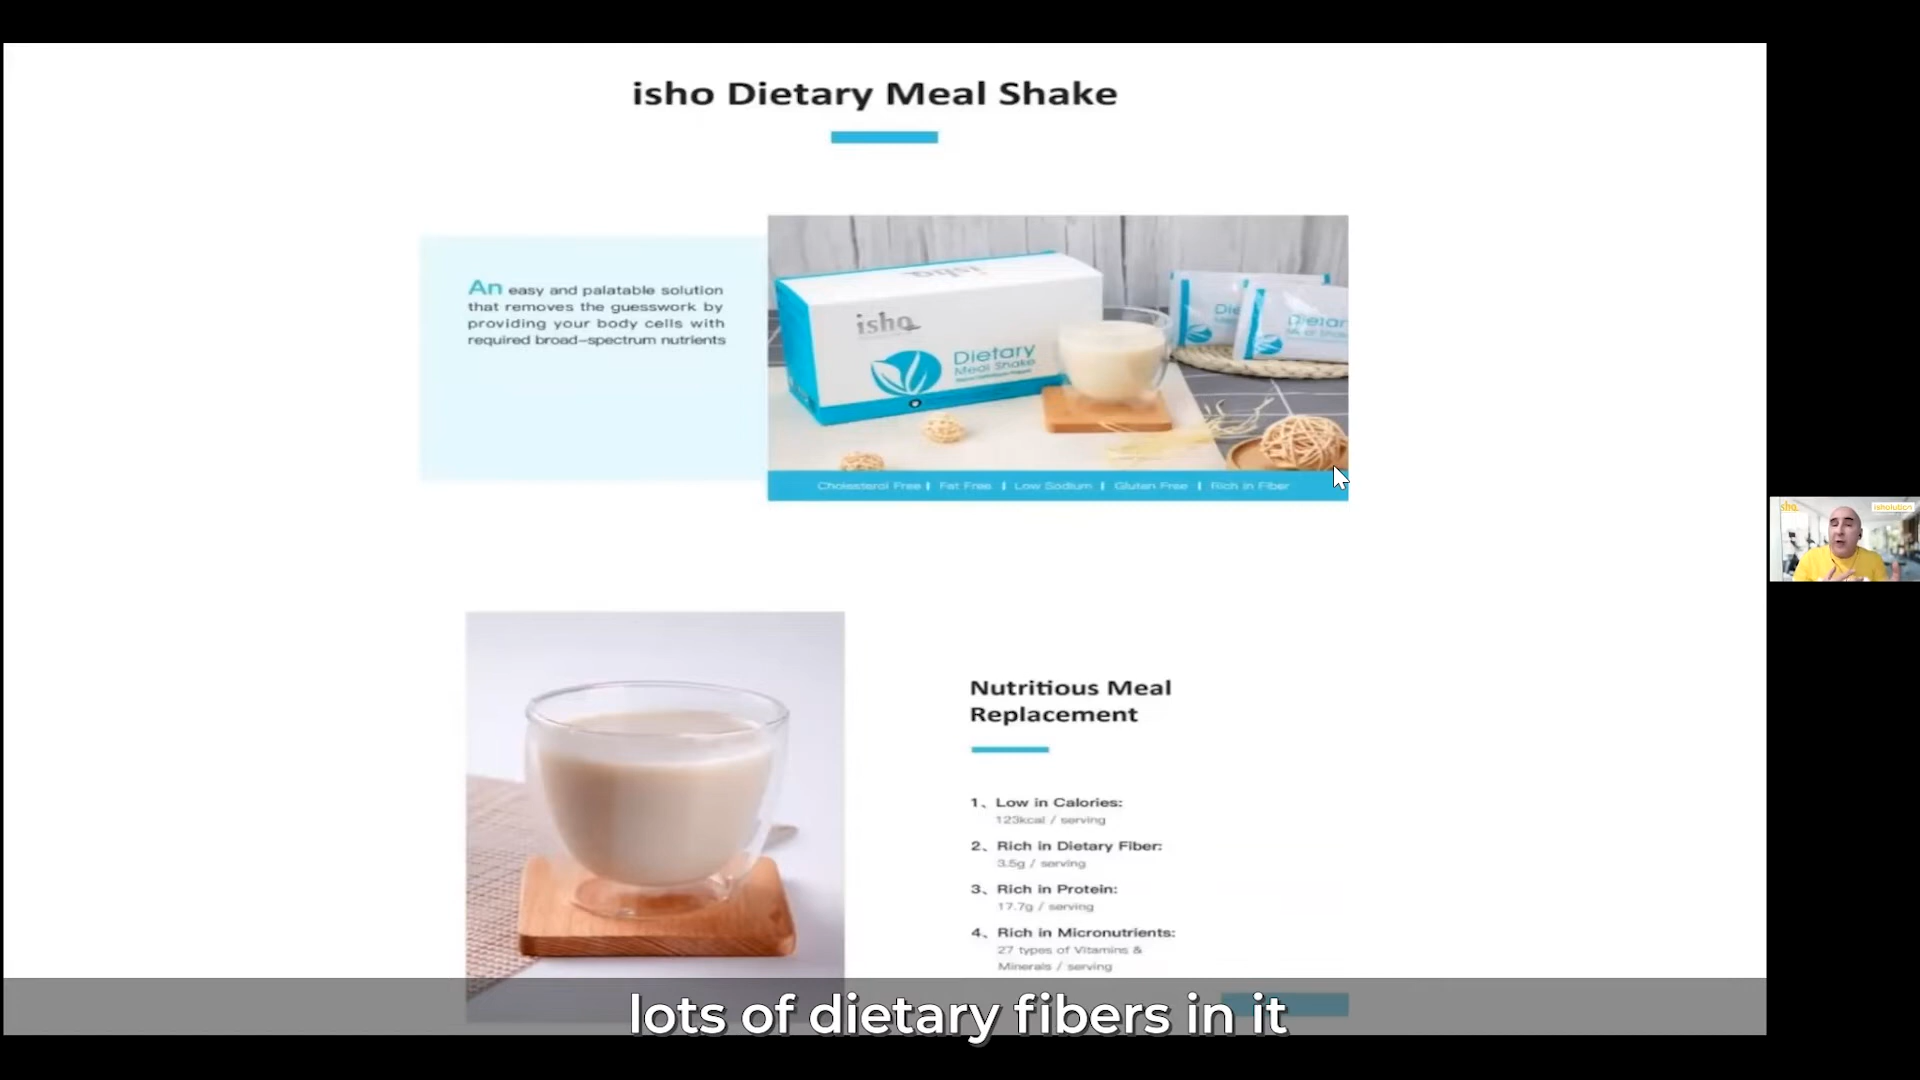 isho Dietary Meal Shake
An easy and palatable solution
that removes the guesswork by
providing your body cells with
required broad-spectrum nutrients
isho
isho
Dietary
Meal Shake
Dietary
Cholesterol Free | Fat Free | Low Sodium | Gluten Free | Rich in Fiber
isho
isholution
Nutritious Meal
Replacement
1、Low in Calories:
123kcal / serving
2、Rich in Dietary Fiber:
3.5g / serving
3、Rich in Protein:
17.7g / serving
4、Rich in Micronutrients:
27 types of Vitamins &
Minerals / serving
lots of dietary fibers in it